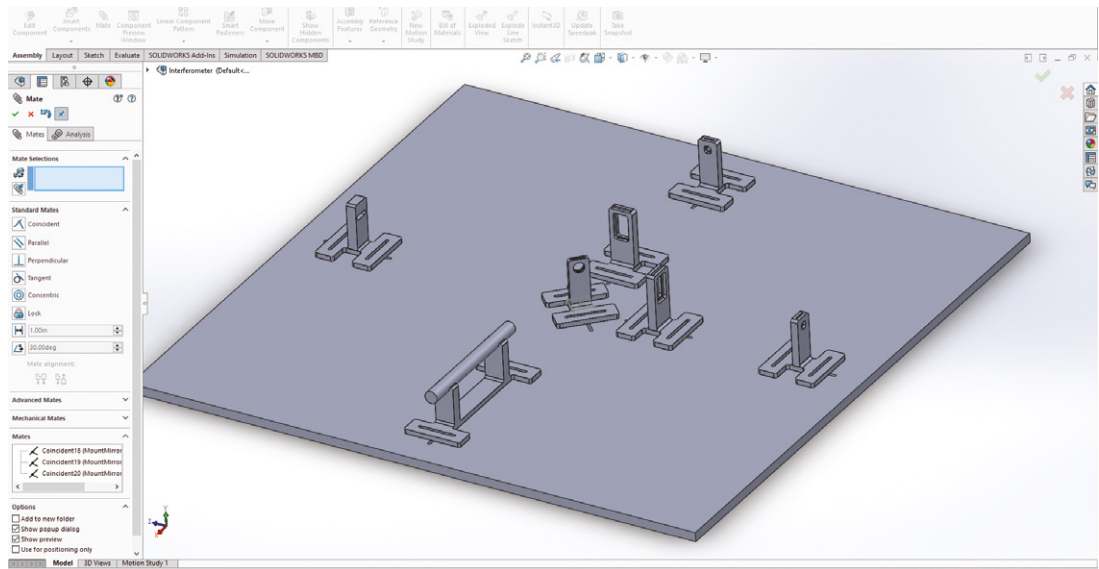 Edit Component
Insert Components
Mate
Component Preview Window
Linear Component Pattern
Smart Fasteners
Move Component
Show Hidden Components
Assembly Features
Reference Geometry
New Motion Study
Bill of Materials
Exploded View
Explode Line Sketch
Instant3D
Update Speedpak
Take Snapshot
Assembly Layout Sketch Evaluate SOLIDWORKS Add-Ins Simulation SOLIDWORKS MBD
Interferometer (Default<...
Mate
Mates Analysis
Mate Selections
Standard Mates
Coincident
Parallel
Perpendicular
Tangent
Concentric
Lock
1.00in
30.00deg
Mate alignment:
Advanced Mates
Mechanical Mates
Mates
Coincident18 (MountMirror
Coincident19 (MountMirror
Coincident20 (MountMirror
Options
Add to new folder
Show popup dialog
Show preview
Use for positioning only
Y
Z
X
Model 3D Views Motion Study 1